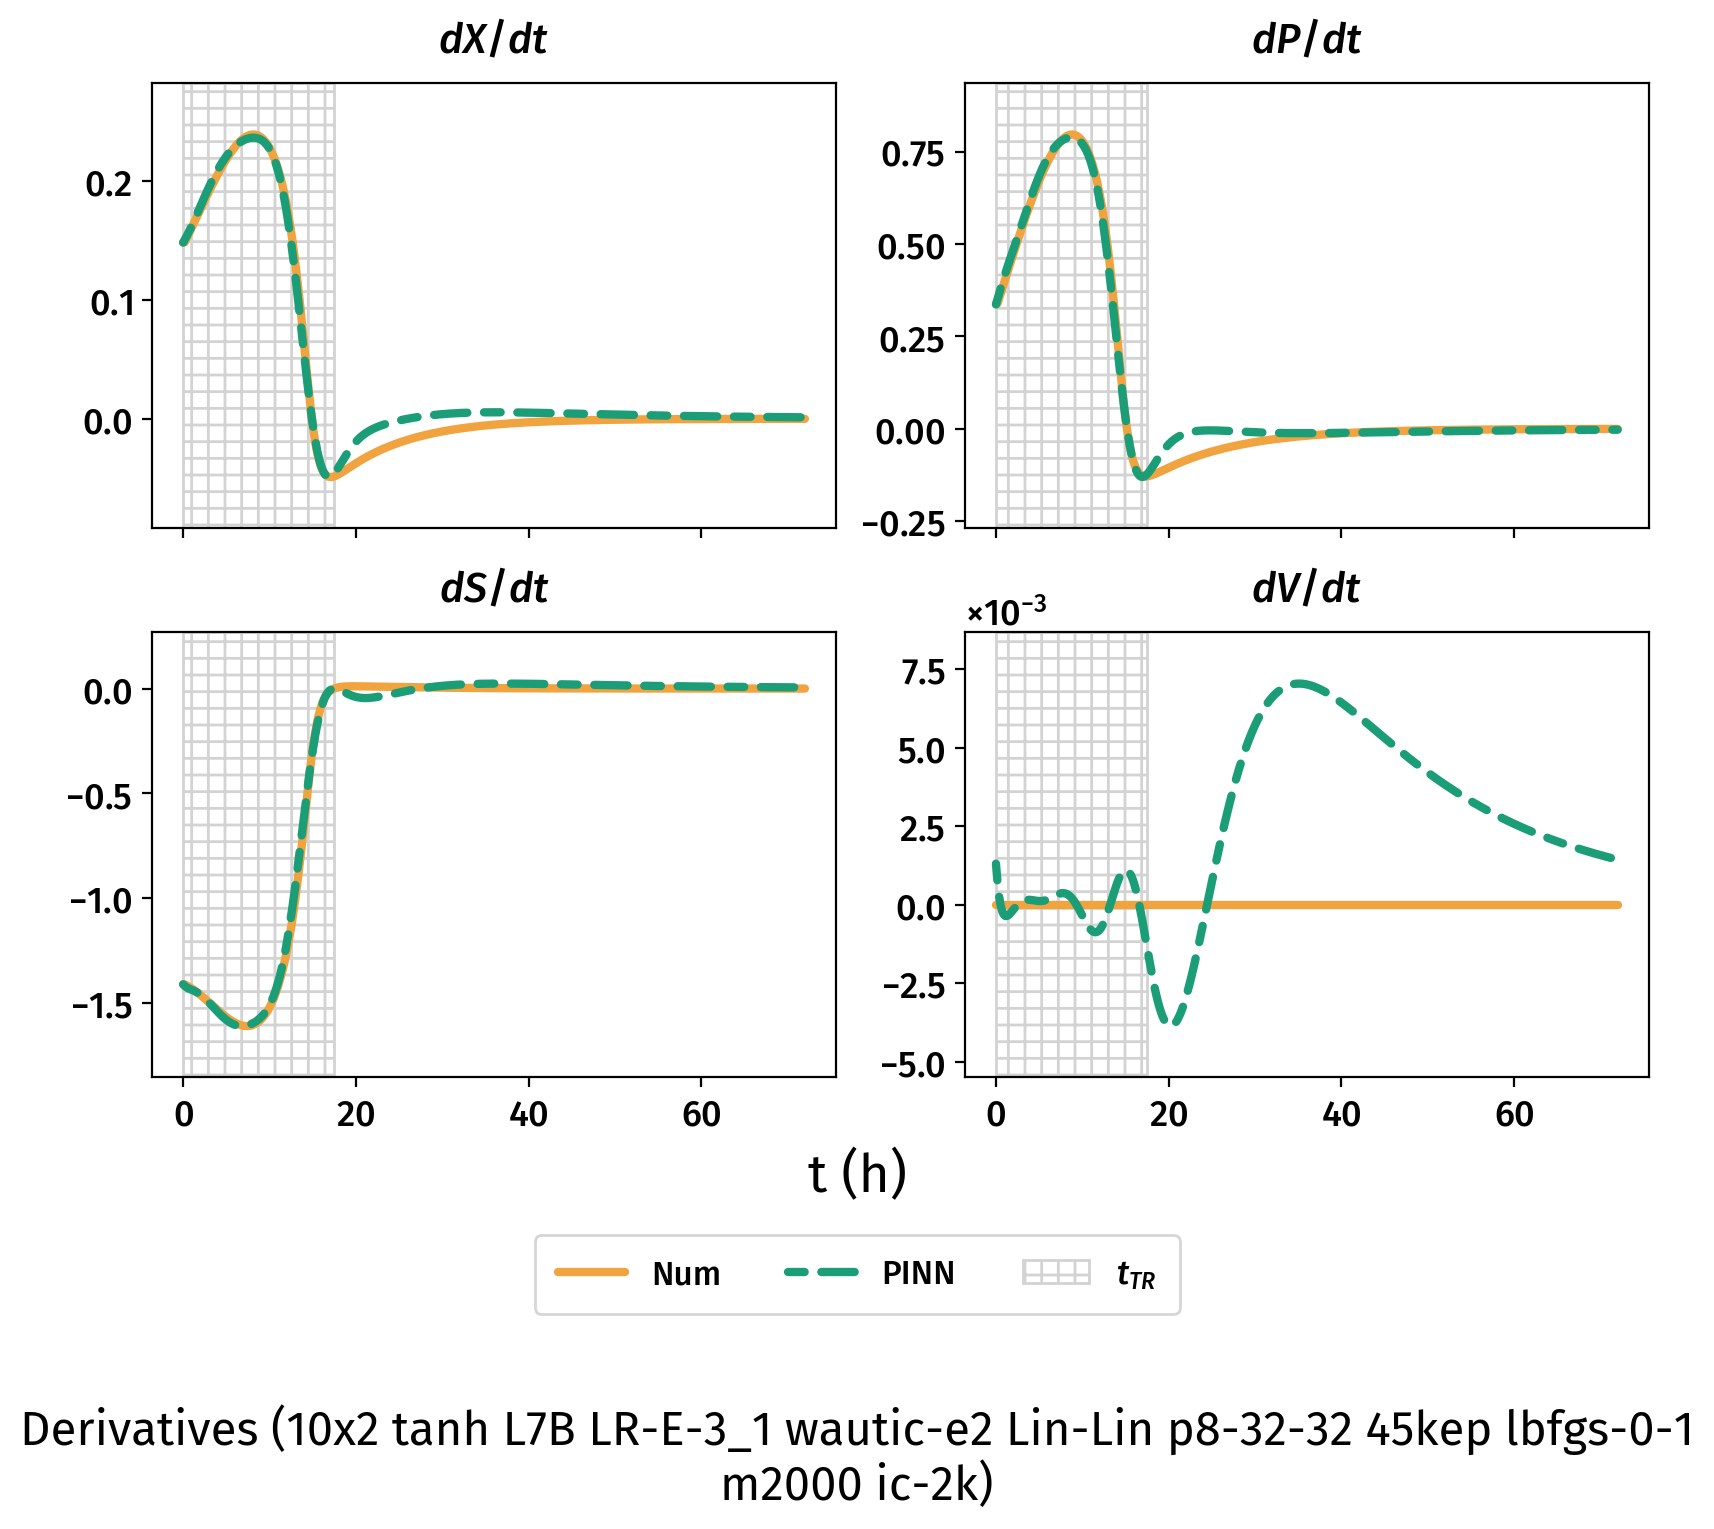 dX/dt
dP/dt
0.2
0.1
0.0
0.75
0.50
0.25
0.00
−0.25
dS/dt
dV/dt
×10⁻³
0.0
−0.5
−1.0
−1.5
7.5
5.0
2.5
0.0
−2.5
−5.0
0 20 40 60
0 20 40 60
t (h)
Num PINN t_TR
Derivatives (10x2 tanh L7B LR-E-3_1 wautic-e2 Lin-Lin p8-32-32 45kep lbfgs-0-1
m2000 ic-2k)